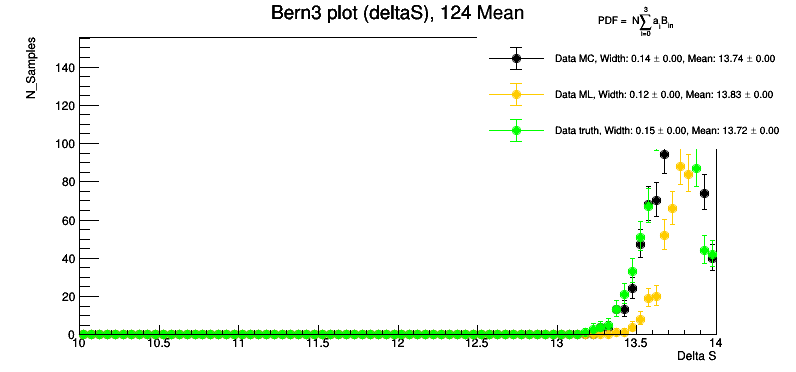 Bern3 plot (deltaS), 124 Mean
PDF = N∑a_iB_in
3
i=0
Data MC, Width: 0.14 ± 0.00, Mean: 13.74 ± 0.00
Data ML, Width: 0.12 ± 0.00, Mean: 13.83 ± 0.00
Data truth, Width: 0.15 ± 0.00, Mean: 13.72 ± 0.00
N_Samples
140
120
100
80
60
40
20
0
10 10.5 11 11.5 12 12.5 13 13.5 14
Delta S